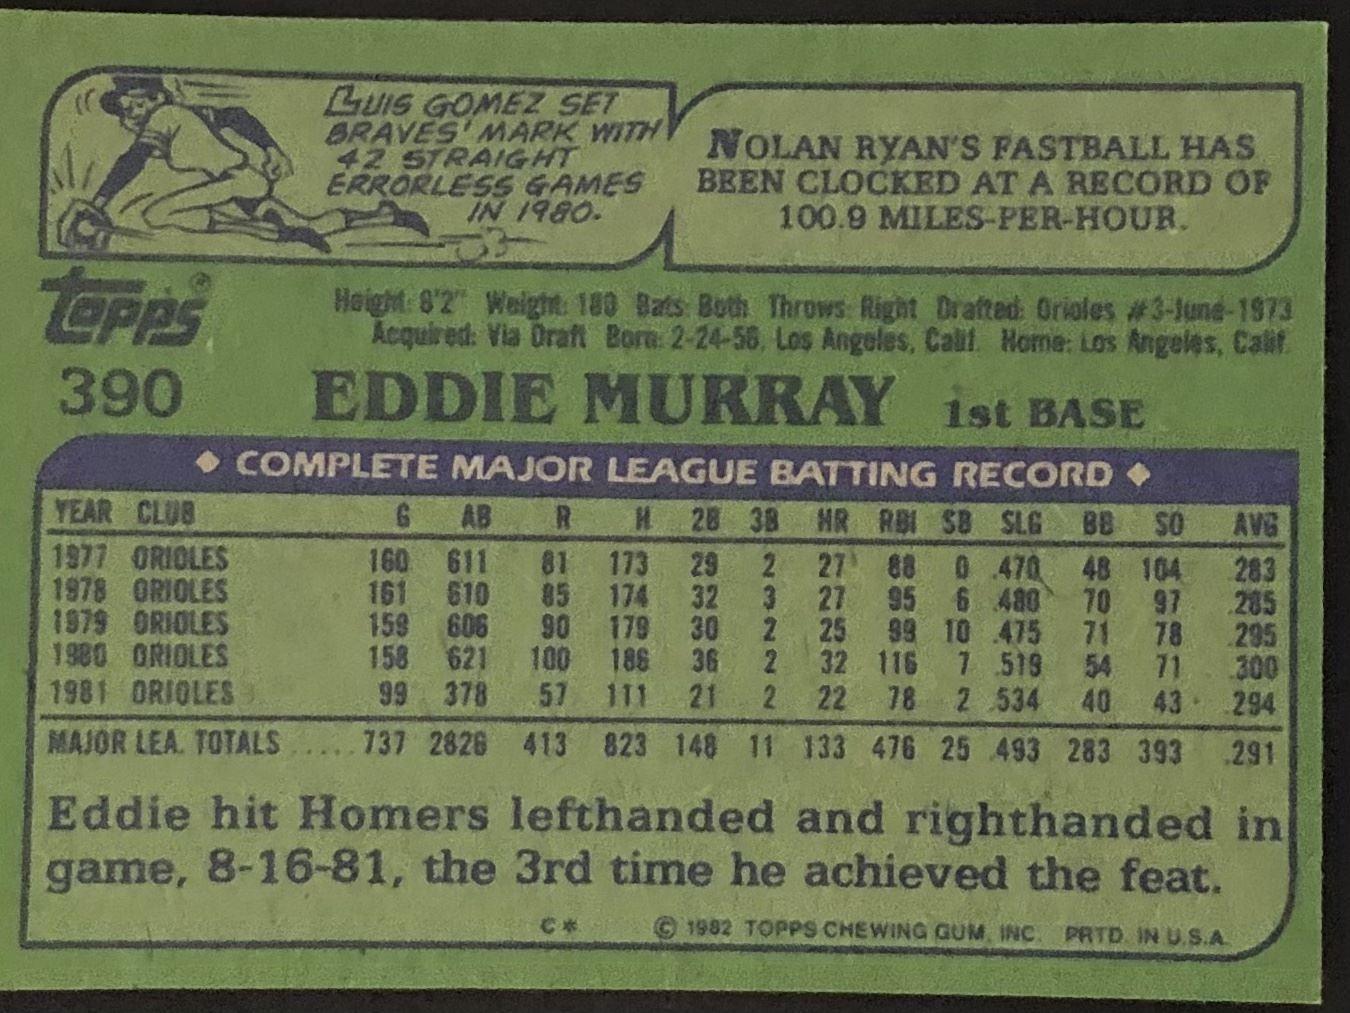 LUIS GOMEZ SET
BRAVES' MARK WITH
42 STRAIGHT
ERRORLESS GAMES
IN 1980.
NOLAN RYAN'S FASTBALL HAS
BEEN CLOCKED AT A RECORD OF
100.9 MILES-PER-HOUR.
Topps®
Height: 6'2" Weight: 180 Bats: Both Throws: Right Drafted: Orioles #3-June-1973
Acquired: Via Draft Born: 2-24-56, Los Angeles, Calif. Home: Los Angeles, Calif.
390 EDDIE MURRAY 1st BASE
◆ COMPLETE MAJOR LEAGUE BATTING RECORD ◆
YEAR CLUB G AB R H 2B 3B HR RBI SB SLG BB SO AVG
1977 ORIOLES 160 611 81 173 29 2 27 88 0 .470 48 104 .283
1978 ORIOLES 161 610 85 174 32 3 27 95 6 .480 70 97 .285
1979 ORIOLES 159 606 90 179 30 2 25 99 10 .475 71 78 .295
1980 ORIOLES 158 621 100 186 36 2 32 116 7 .519 54 71 .300
1981 ORIOLES 99 378 57 111 21 2 22 78 2 .534 40 43 .294
MAJOR LEA. TOTALS ..... 737 2826 413 823 148 11 133 476 25 .493 283 393 .291
Eddie hit Homers lefthanded and righthanded in
game, 8-16-81, the 3rd time he achieved the feat.
C* © 1982 TOPPS CHEWING GUM, INC. PRTD. IN U.S.A.